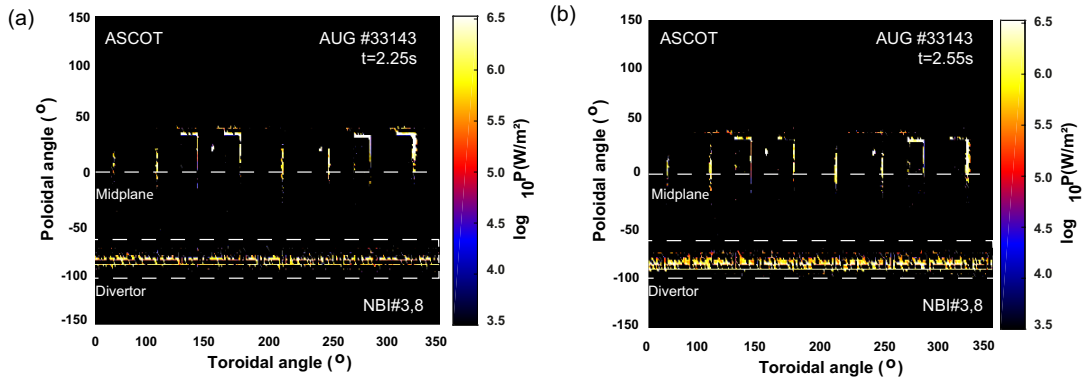 (a)
150
100
50
0
-50
-100
-150
Poloidal angle (°)
ASCOT
AUG #33143
t=2.25s
Midplane
Divertor
NBI#3,8
0 100 150 200 250 300 350
Toroidal angle (°)
6.5
6.0
5.5
5.0
4.5
4.0
3.5
log 10P(W/m²)
(b)
150
100
50
0
-50
-100
-150
Poloidal angle (°)
ASCOT
AUG #33143
t=2.55s
Midplane
Divertor
NBI#3,8
0 100 150 200 250 300 350
Toroidal angle (°)
6.5
6.0
5.5
5.0
4.5
4.0
3.5
log 10P(W/m²)